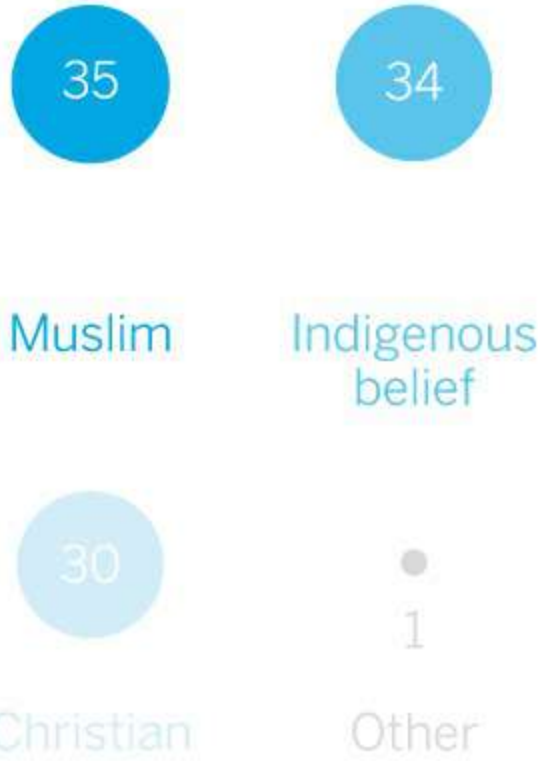 35
34
Muslim
Indigenous
belief
30
1
Christian
Other